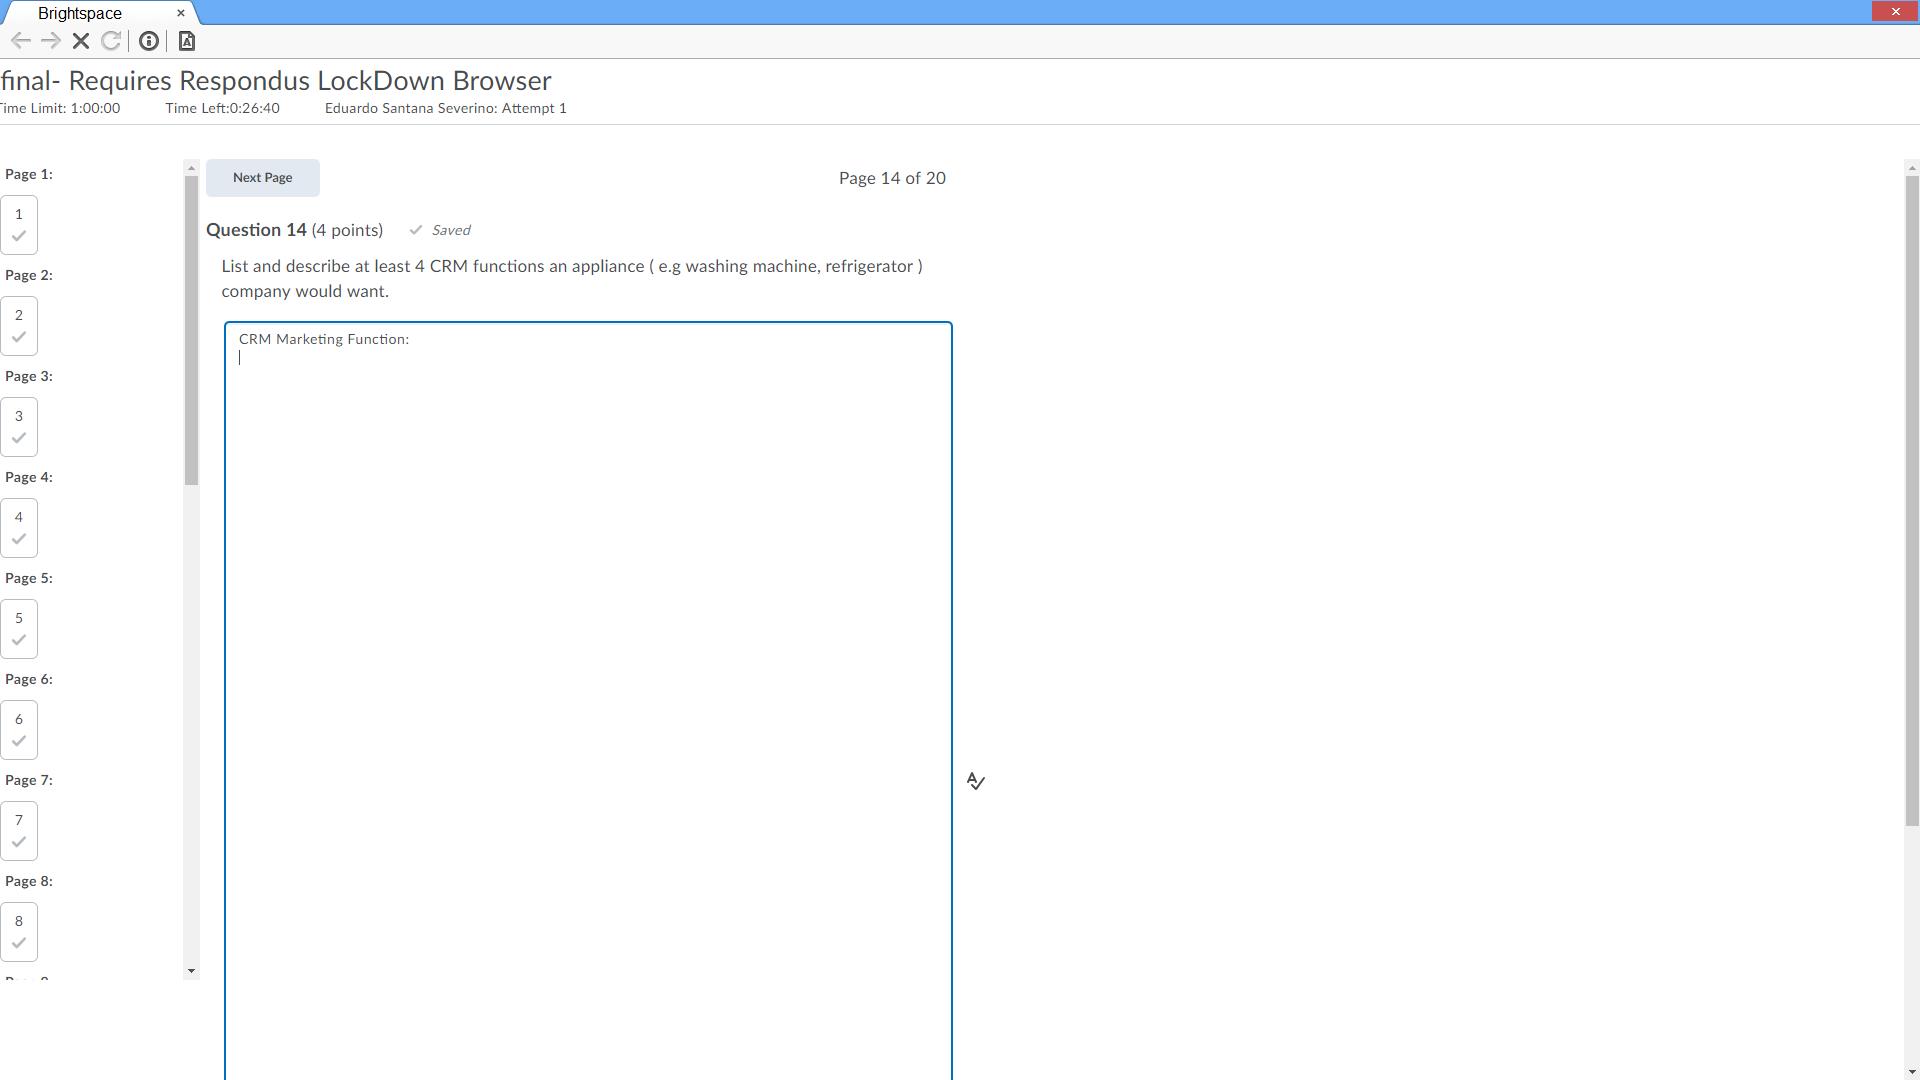 Brightspace
final- Requires Respondus LockDown Browser
Time Limit: 1:00:00 Time Left:0:26:40 Eduardo Santana Severino: Attempt 1
Page 1:
1
Page 2:
2
Page 3:
3
Page 4:
4
Page 5:
5
Page 6:
6
Page 7:
7
Page 8:
8
Next Page
Page 14 of 20
Question 14 (4 points) Saved
List and describe at least 4 CRM functions an appliance ( e.g washing machine, refrigerator )
company would want.
CRM Marketing Function: